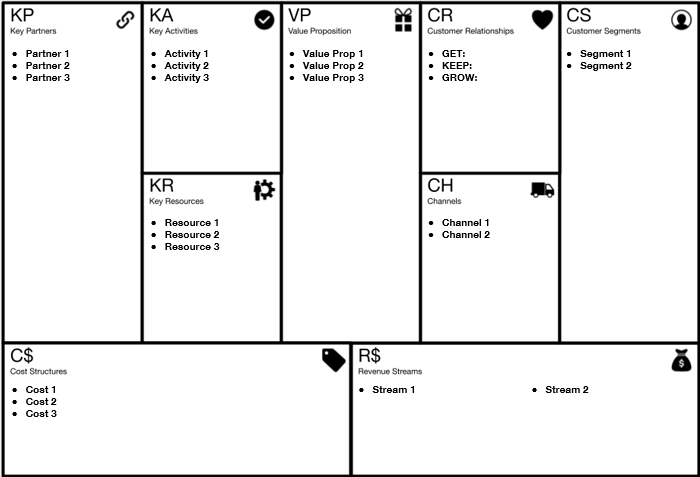 KP
Key Partners
• Partner 1
• Partner 2
• Partner 3
KA
Key Activities
• Activity 1
• Activity 2
• Activity 3
KR
Key Resources
• Resource 1
• Resource 2
• Resource 3
VP
Value Proposition
• Value Prop 1
• Value Prop 2
• Value Prop 3
CR
Customer Relationships
• GET:
• KEEP:
• GROW:
CH
Channels
• Channel 1
• Channel 2
CS
Customer Segments
• Segment 1
• Segment 2
C$
Cost Structures
• Cost 1
• Cost 2
• Cost 3
R$
Revenue Streams
• Stream 1
• Stream 2
$